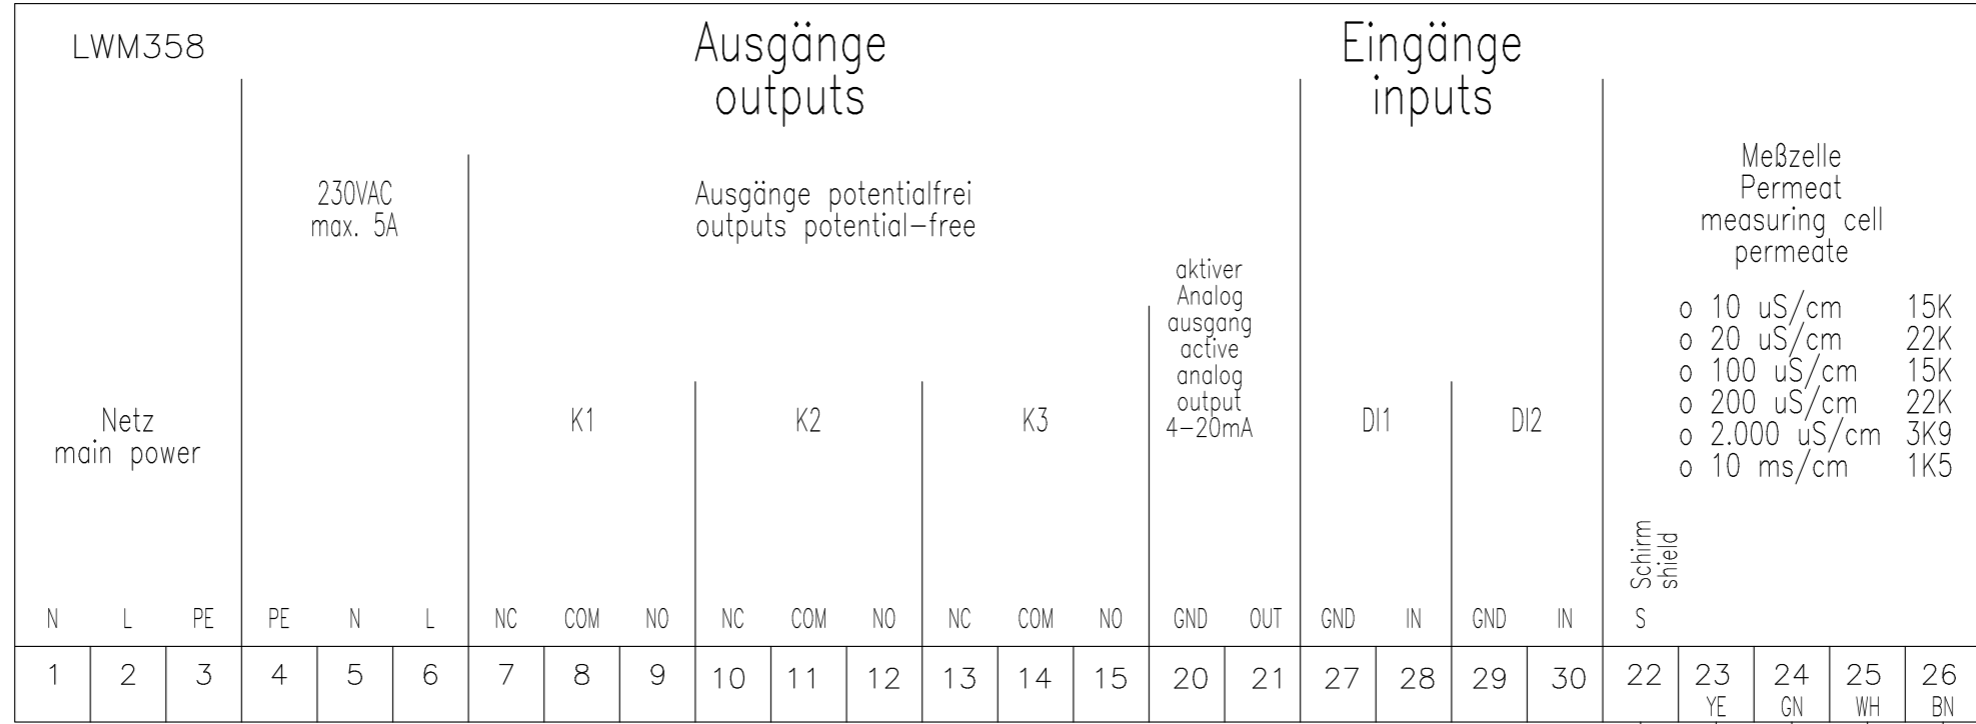 LWM358
Ausgänge
outputs
Eingänge
inputs
230VAC
max. 5A
Ausgänge potentialfrei
outputs potential-free
aktiver
Analog
ausgang
active
analog
output
4-20mA
Meßzelle
Permeat
measuring cell
permeate
o 10 uS/cm 15K
o 20 uS/cm 22K
o 100 uS/cm 15K
o 200 uS/cm 22K
o 2.000 uS/cm 3K9
o 10 ms/cm 1K5
Netz
main power
K1 K2 K3 DI1 DI2
Schirm
shield
N L PE PE N L NC COM NO NC COM NO NC COM NO GND OUT GND IN GND IN S
1 2 3 4 5 6 7 8 9 10 11 12 13 14 15 20 21 27 28 29 30 22 23 24 25 26
YE GN WH BN